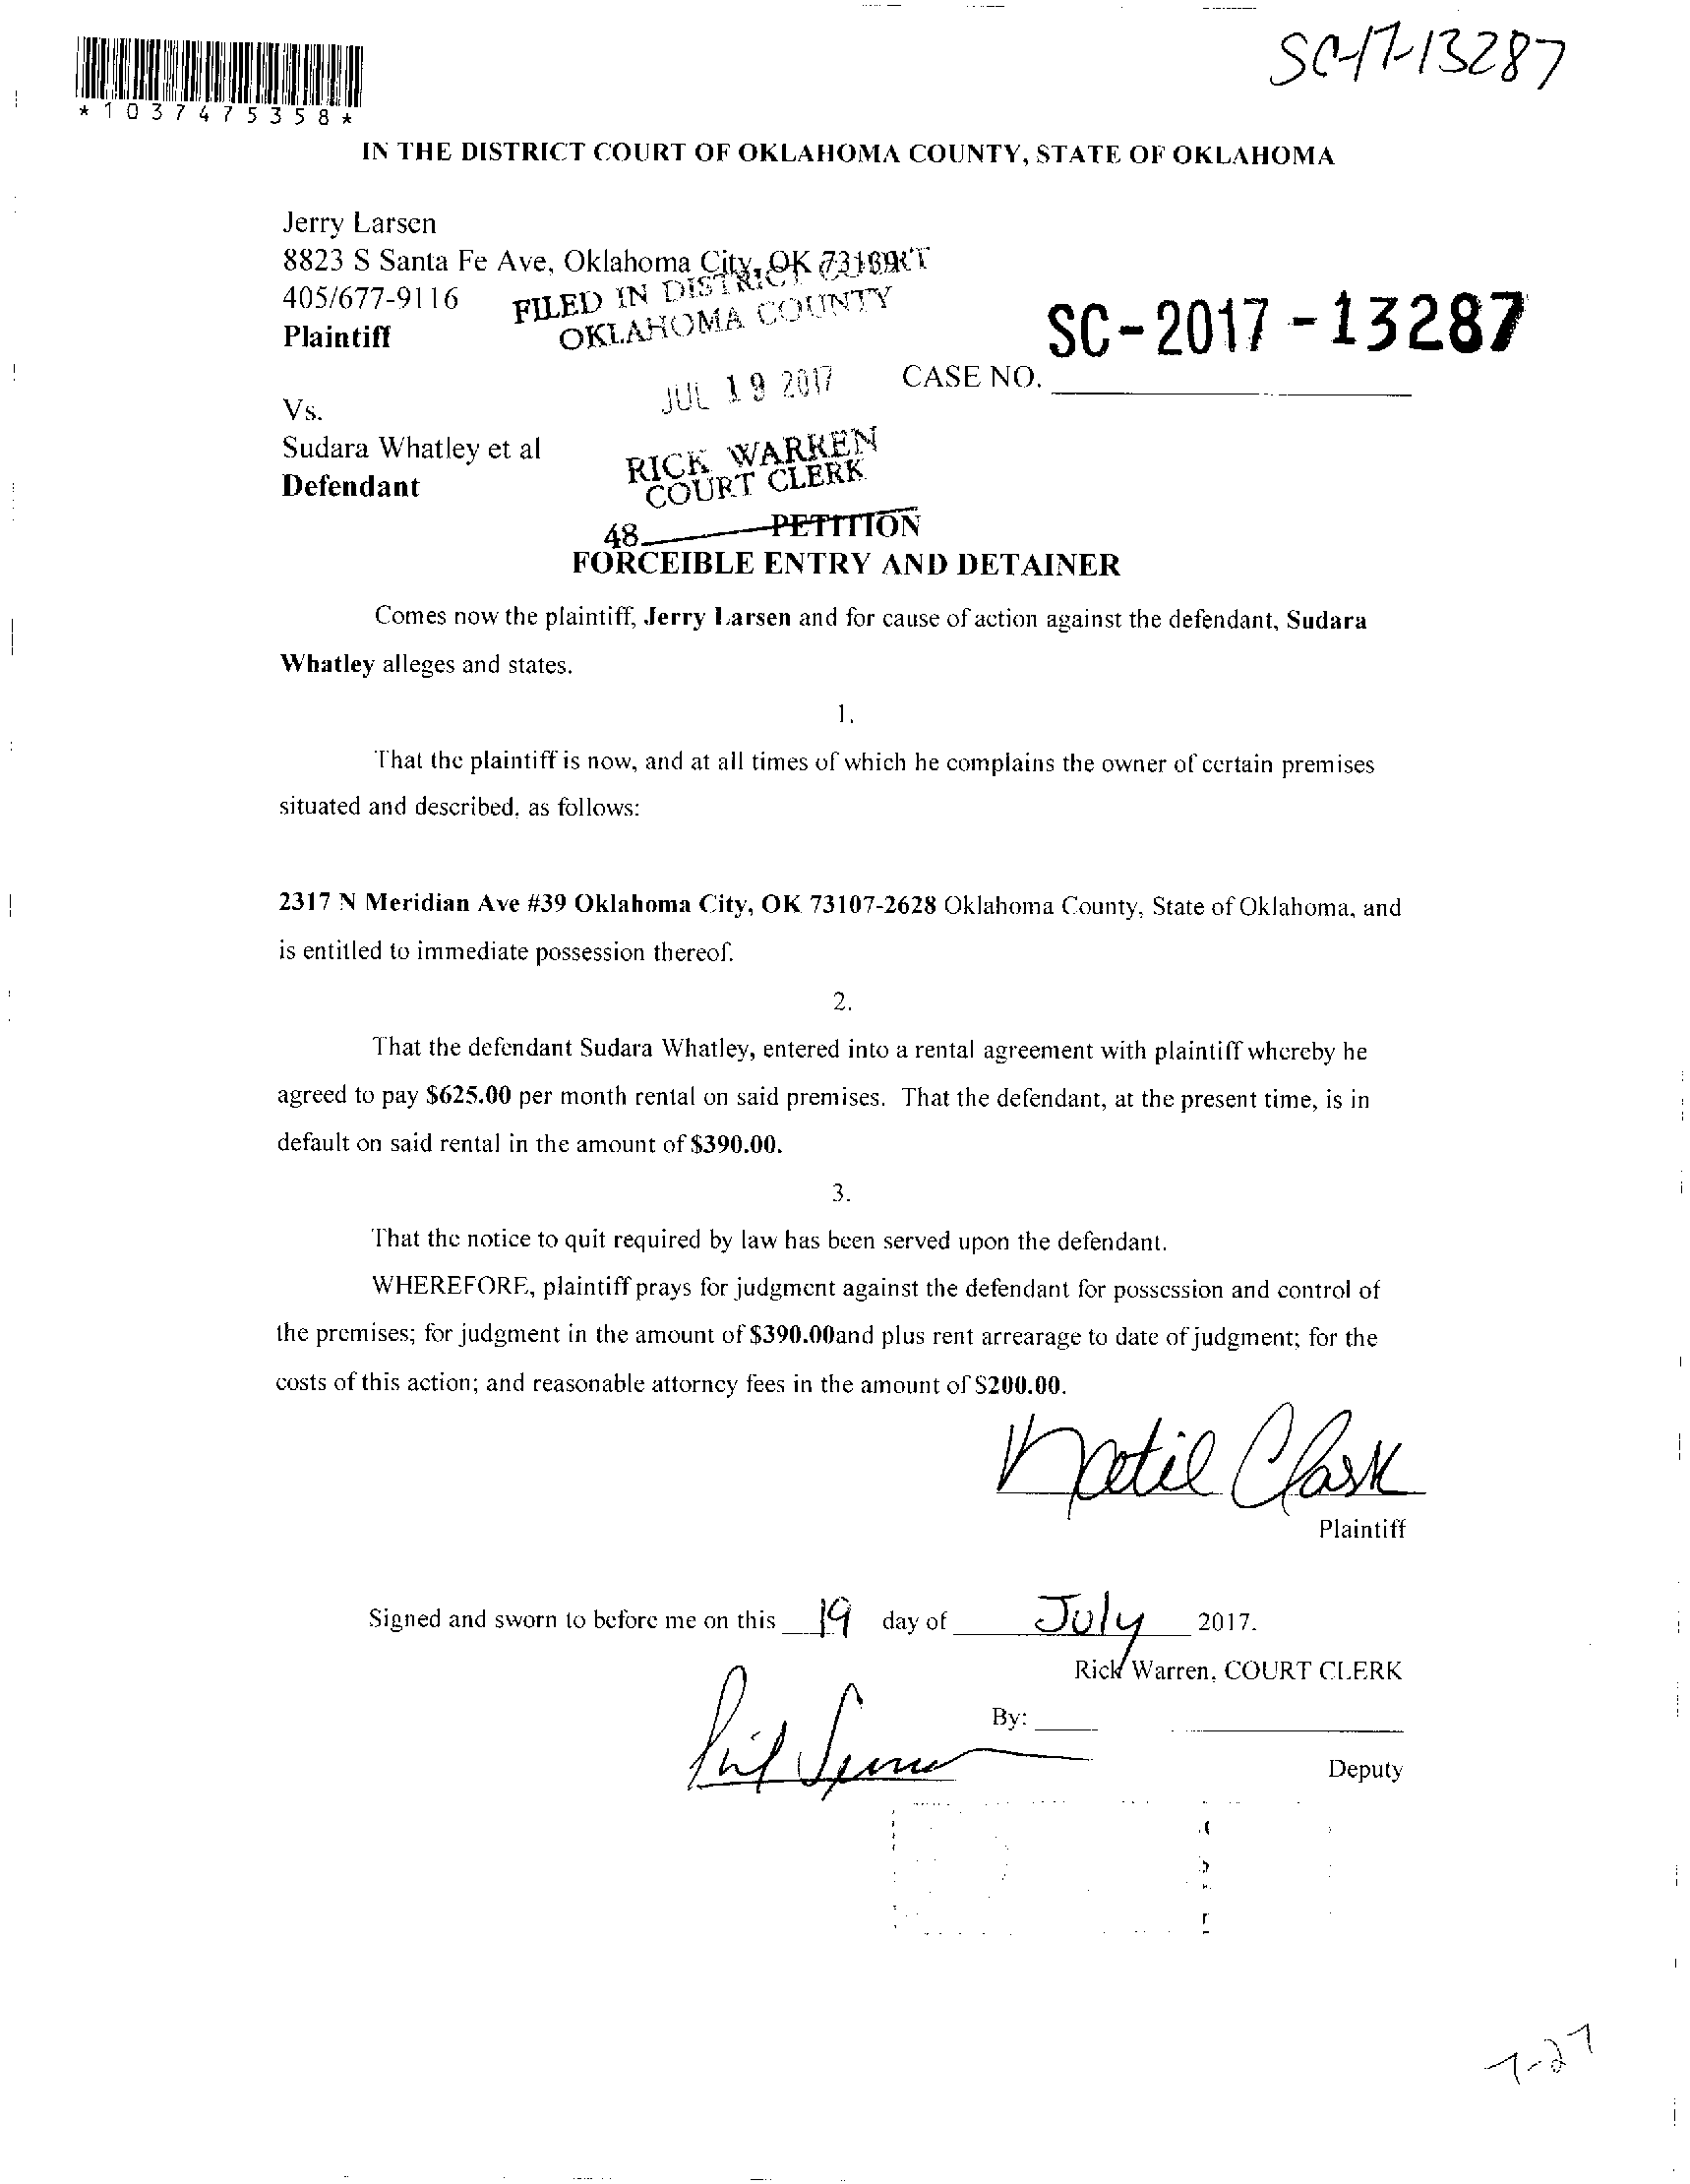 SC-17-13287
*1037475358*
IN THE DISTRICT COURT OF OKLAHOMA COUNTY, STATE OF OKLAHOMA
Jerry Larsen
8823 S Santa Fe Ave, Oklahoma City, OK
405/677-9116
Plaintiff
FILED IN DISTRICT COURT
OKLAHOMA COUNTY
SC-2017-13287
JUL 19 2017
CASE NO.
Vs.
Sudara Whatley et al
Defendant
RICK WARREN
COURT CLERK
48
PETITION
FORCEIBLE ENTRY AND DETAINER
Comes now the plaintiff, Jerry Larsen and for cause of action against the defendant, Sudara
Whatley alleges and states.
1.
That the plaintiff is now, and at all times of which he complains the owner of certain premises
situated and described, as follows:
2317 N Meridian Ave #39 Oklahoma City, OK 73107-2628 Oklahoma County, State of Oklahoma, and
is entitled to immediate possession thereof.
2.
That the defendant Sudara Whatley, entered into a rental agreement with plaintiff whereby he
agreed to pay $625.00 per month rental on said premises. That the defendant, at the present time, is in
default on said rental in the amount of $390.00.
3.
That the notice to quit required by law has been served upon the defendant.
WHEREFORE, plaintiff prays for judgment against the defendant for possession and control of
the premises; for judgment in the amount of $390.00and plus rent arrearage to date of judgment; for the
costs of this action; and reasonable attorney fees in the amount of $200.00.
Clark
Plaintiff
Signed and sworn to before me on this 19 day of July 2017.
Rick Warren, COURT CLERK
By:
Deputy
7-27